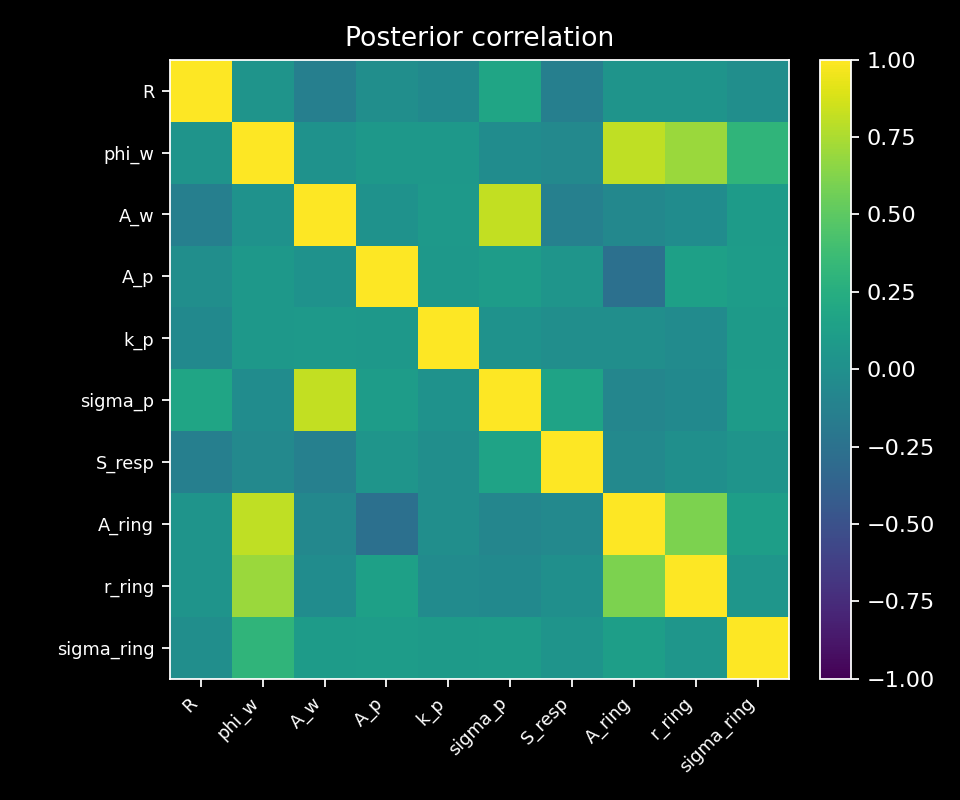 Posterior correlation
R
phi_w
A_w
A_p
k_p
sigma_p
S_resp
A_ring
r_ring
sigma_ring
R
phi_w
A_w
A_p
k_p
sigma_p
S_resp
A_ring
r_ring
sigma_ring
1.00
0.75
0.50
0.25
0.00
−0.25
−0.50
−0.75
−1.00